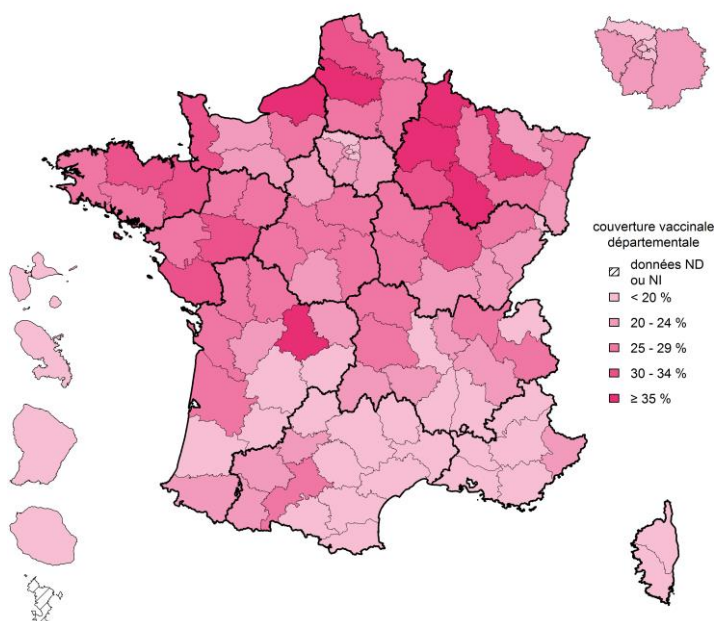 couverture vaccinale
départementale
données ND
ou NI
< 20 %
20 - 24 %
25 - 29 %
30 - 34 %
≥ 35 %